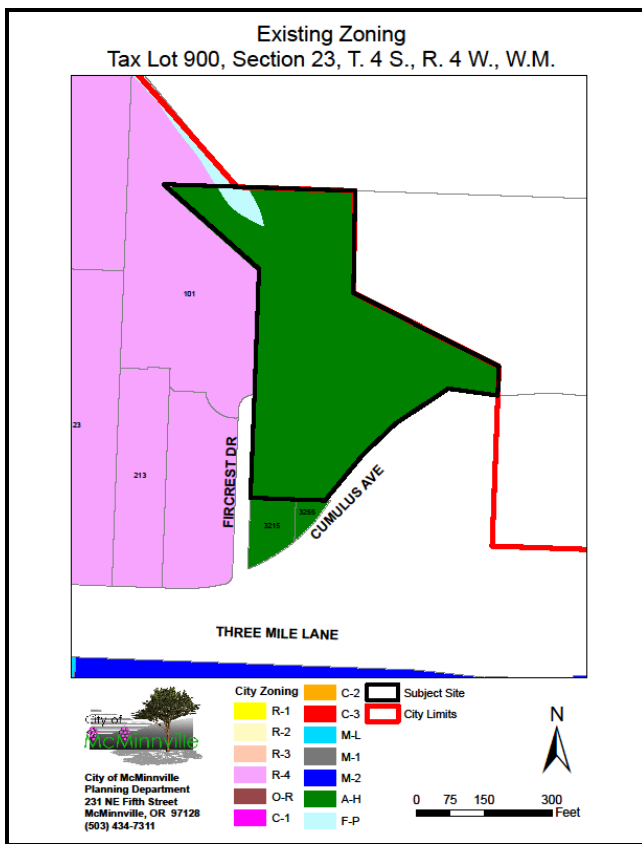 Existing Zoning
Tax Lot 900, Section 23, T. 4 S., R. 4 W., W.M.
101
23
213
FIRCREST DR
3215
3255
CUMULUS AVE
THREE MILE LANE
City of
McMinnville
City of McMinnville
Planning Department
231 NE Fifth Street
McMinnville, OR 97128
(503) 434-7311
City Zoning
R-1
R-2
R-3
R-4
O-R
C-1
C-2
C-3
M-L
M-1
M-2
A-H
F-P
Subject Site
City Limits
N
0 75 150 300
Feet